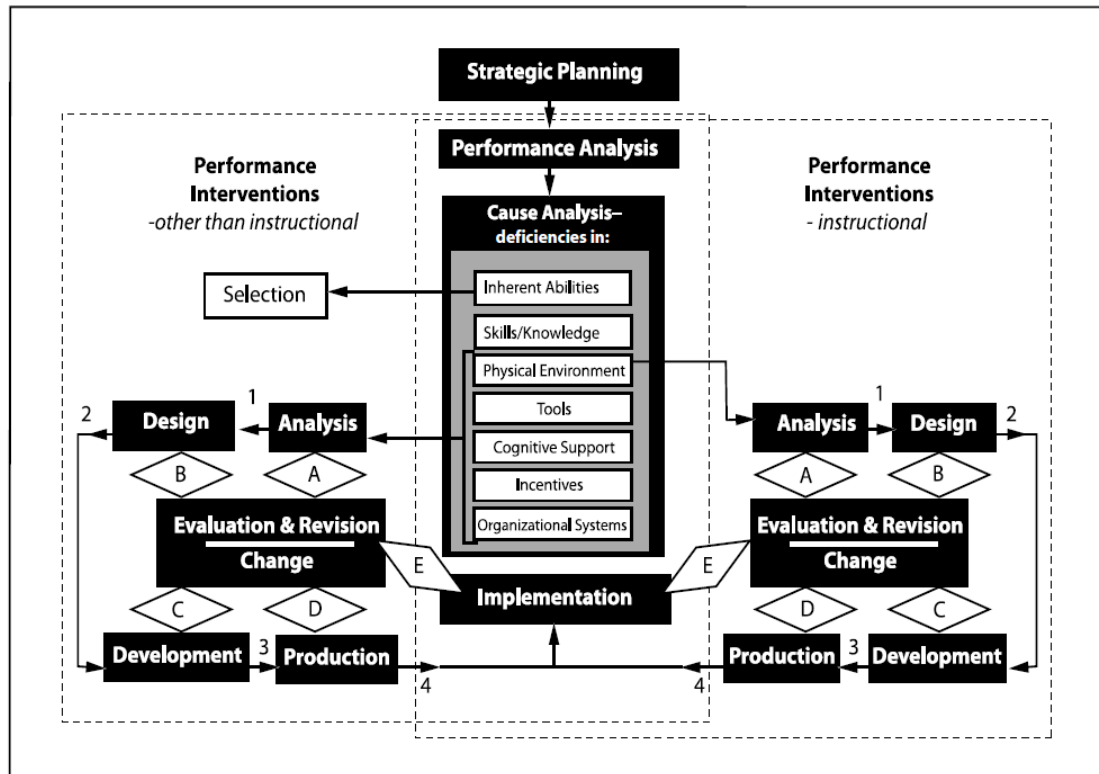 Strategic Planning
Performance Analysis
Performance
Interventions
-other than instructional
Performance
Interventions
- instructional
Cause Analysis–
deficiencies in:
Inherent Abilities
Selection
Skills/Knowledge
Physical Environment
Tools
Cognitive Support
Incentives
Organizational Systems
2
Design
1
Analysis
B
A
Evaluation & Revision
Change
E
C
D
Development
3
Production
4
Implementation
Analysis
1
Design
2
A
B
Evaluation & Revision
Change
E
D
C
Production
3
Development
4